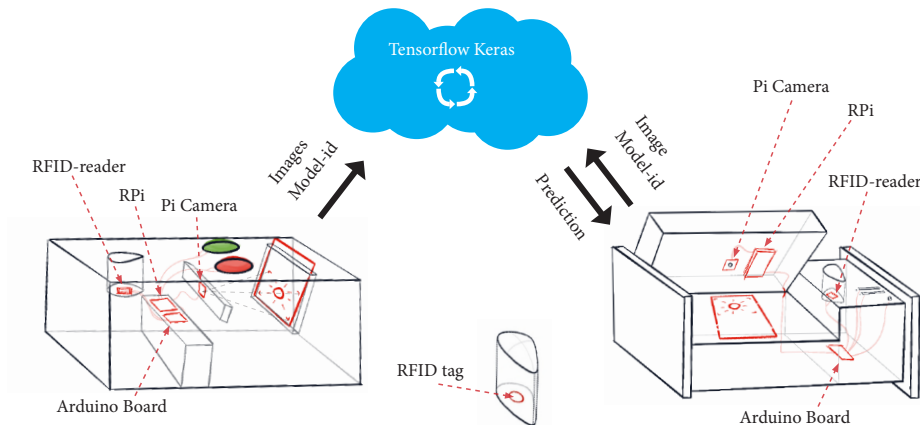 Tensorflow Keras
Pi Camera
RPi
RFID-reader
Images
Model-id
Image
Model-id
Prediction
RFID-reader
RPi
Pi Camera
RFID tag
Arduino Board
Arduino Board